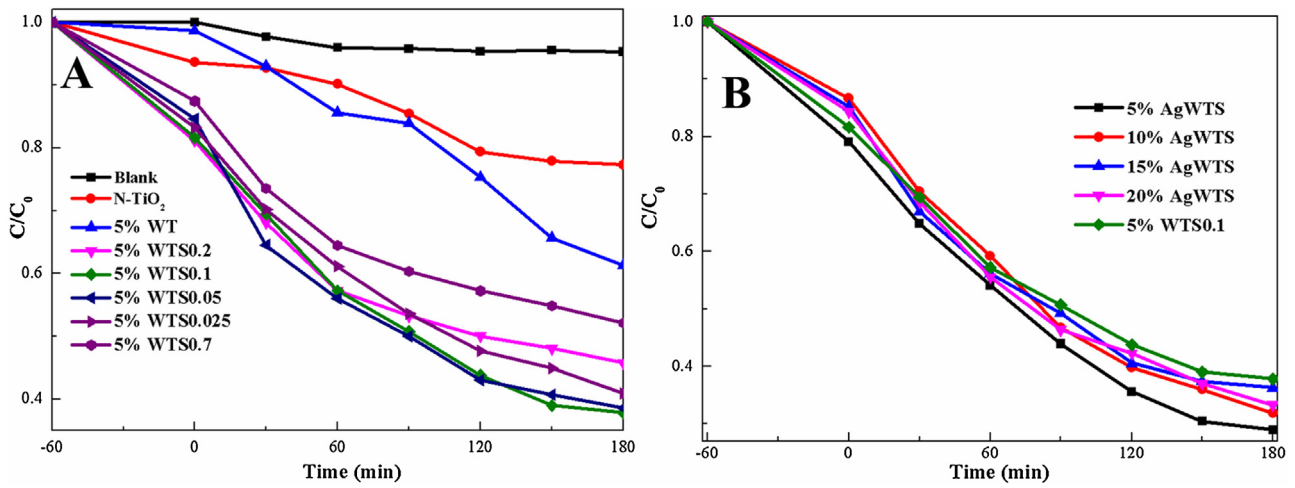 A
C/C0
1.0
0.8
0.6
0.4
Blank
N-TiO2
5% WT
5% WTS0.2
5% WTS0.1
5% WTS0.05
5% WTS0.025
5% WTS0.7
-60 0 60 120 180
Time (min)
B
C/C0
1.0
0.8
0.6
0.4
5% AgWTS
10% AgWTS
15% AgWTS
20% AgWTS
5% WTS0.1
-60 0 60 120 180
Time (min)